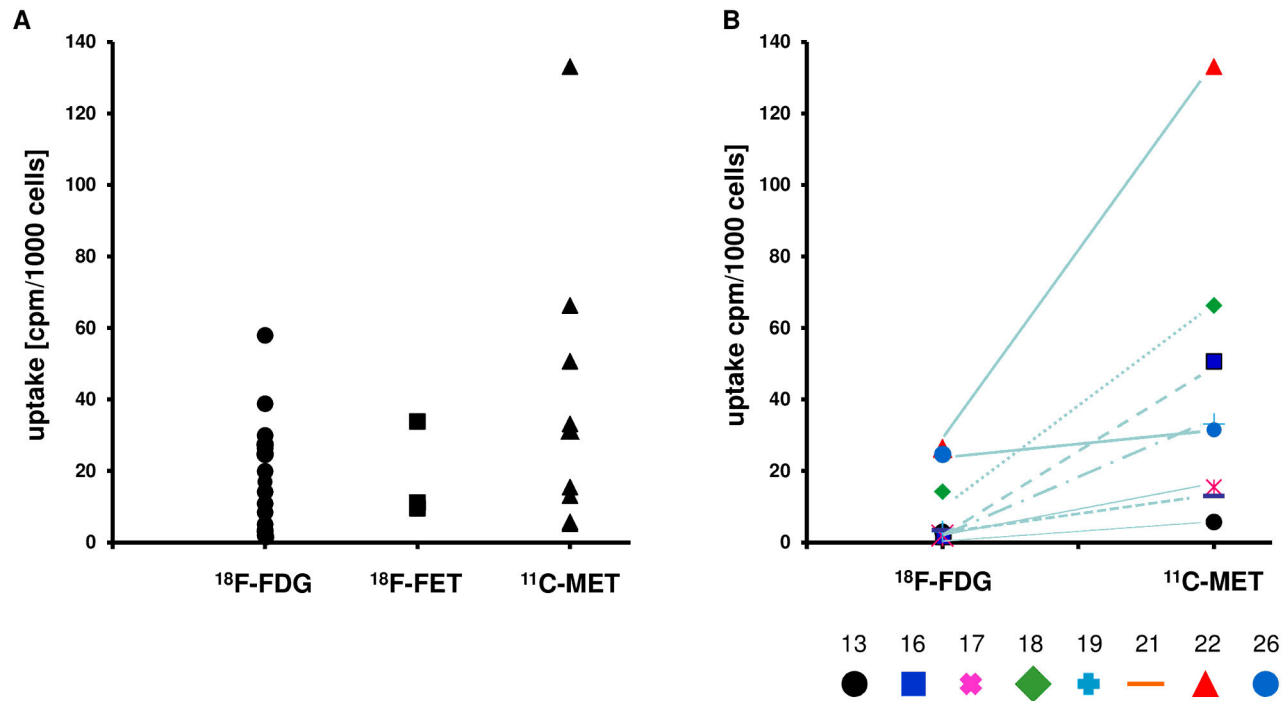 A
140
120
100
80
60
40
20
0
uptake [cpm/1000 cells]
¹⁸F-FDG ¹⁸F-FET ¹¹C-MET
B
140
120
100
80
60
40
20
0
uptake cpm/1000 cells]
¹⁸F-FDG ¹¹C-MET
13 16 17 18 19 21 22 26